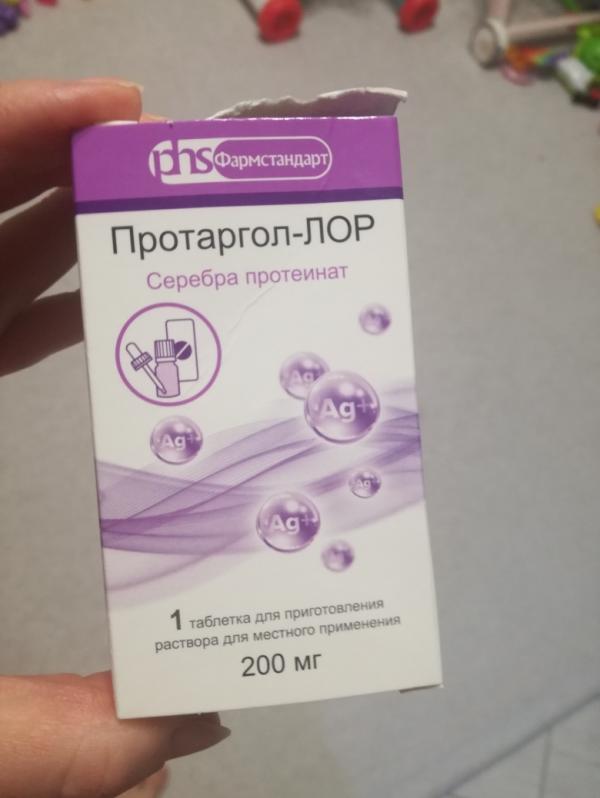 phs Фармстандарт
Протаргол-ЛОР
Серебра протеинат
Ag+
Ag+
Ag+
Ag+
Ag+
1 таблетка для приготовления
раствора для местного применения
200 мг